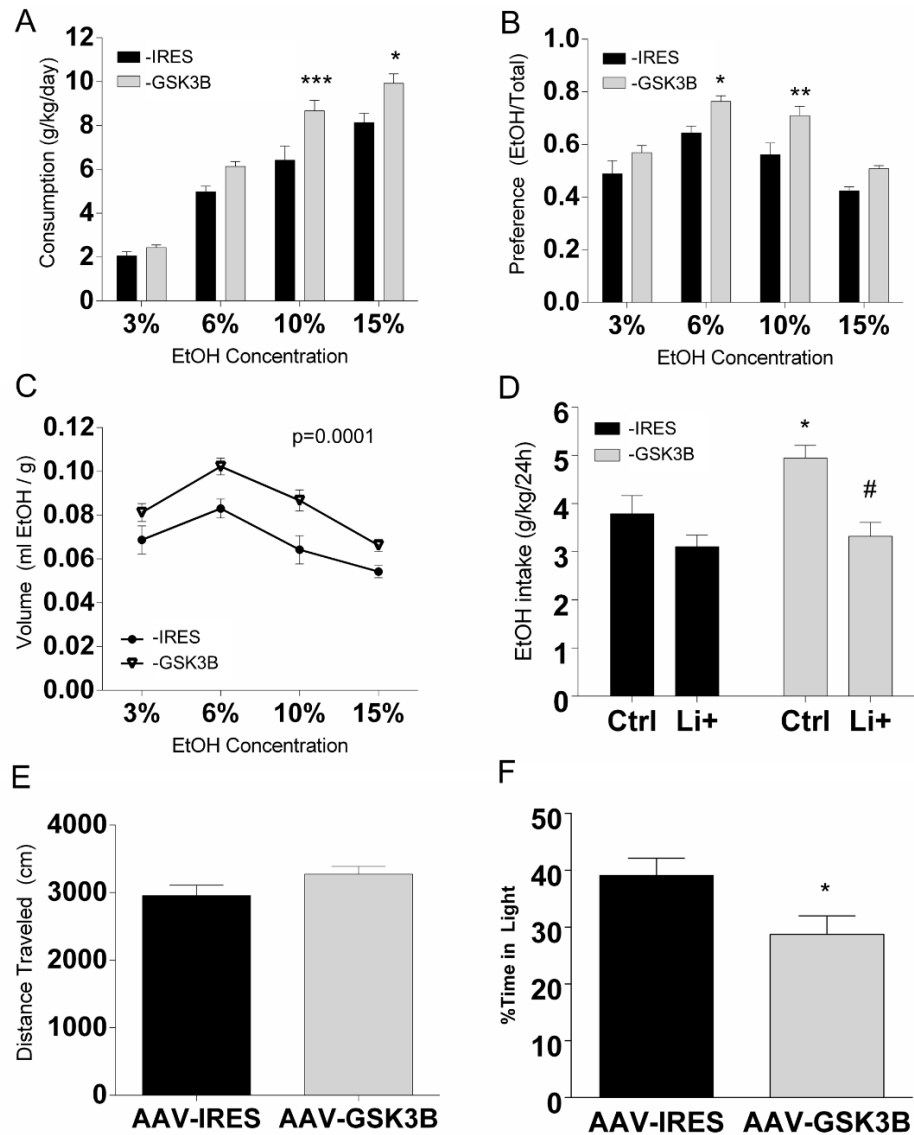 A
-IRES
-GSK3B
***
*
Consumption (g/kg/day)
12
10
8
6
4
2
0
3% 6% 10% 15%
EtOH Concentration
B
-IRES
-GSK3B
*
**
Preference (EtOH/Total)
1.0
0.8
0.6
0.4
0.2
0.0
3% 6% 10% 15%
EtOH Concentration
C
p=0.0001
Volume (ml EtOH / g)
0.12
0.10
0.08
0.06
0.04
0.02
0.00
-IRES
-GSK3B
3% 6% 10% 15%
EtOH Concentration
D
-IRES
-GSK3B
*
#
EtOH intake (g/kg/24h)
6
5
4
3
2
1
0
Ctrl Li+ Ctrl Li+
E
Distance Traveled (cm)
4000
3000
2000
1000
0
AAV-IRES AAV-GSK3B
F
*
%Time in Light
50
40
30
20
10
0
AAV-IRES AAV-GSK3B